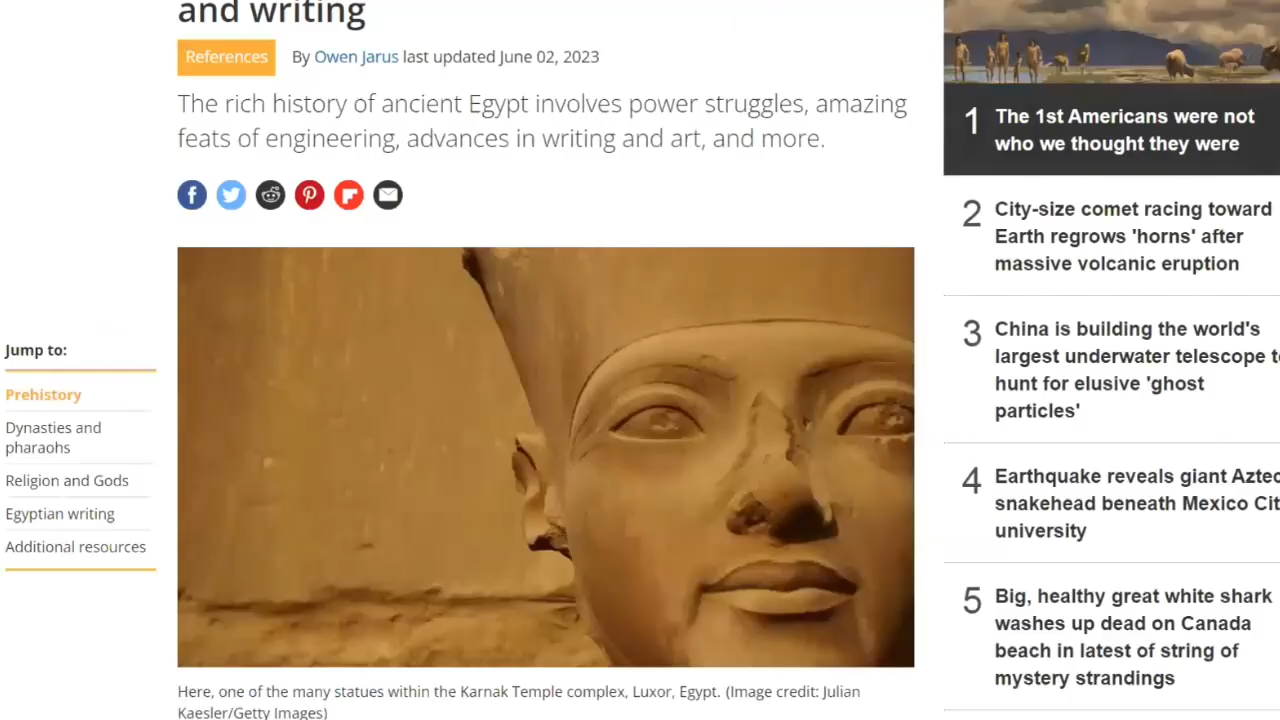 and writing
References
By Owen Jarus last updated June 02, 2023
The rich history of ancient Egypt involves power struggles, amazing
feats of engineering, advances in writing and art, and more.
Jump to:
Prehistory
Dynasties and
pharaohs
Religion and Gods
Egyptian writing
Additional resources
Here, one of the many statues within the Karnak Temple complex, Luxor, Egypt. (Image credit: Julian
Kaesler/Getty Images)
1
The 1st Americans were not
who we thought they were
2
City-size comet racing toward
Earth regrows 'horns' after
massive volcanic eruption
3
China is building the world's
largest underwater telescope t
hunt for elusive 'ghost
particles'
4
Earthquake reveals giant Aztec
snakehead beneath Mexico Cit
university
5
Big, healthy great white shark
washes up dead on Canada
beach in latest of string of
mystery strandings